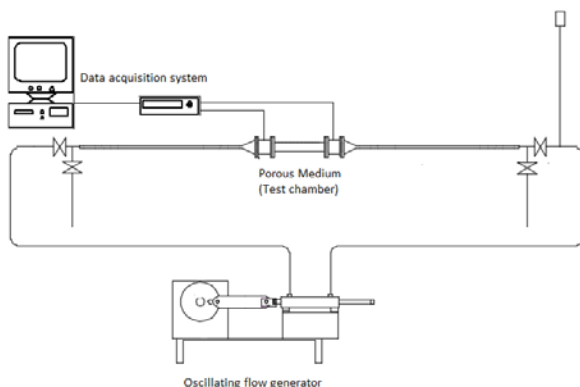 Data acquisition system
Porous Medium
(Test chamber)
Oscillating flow generator